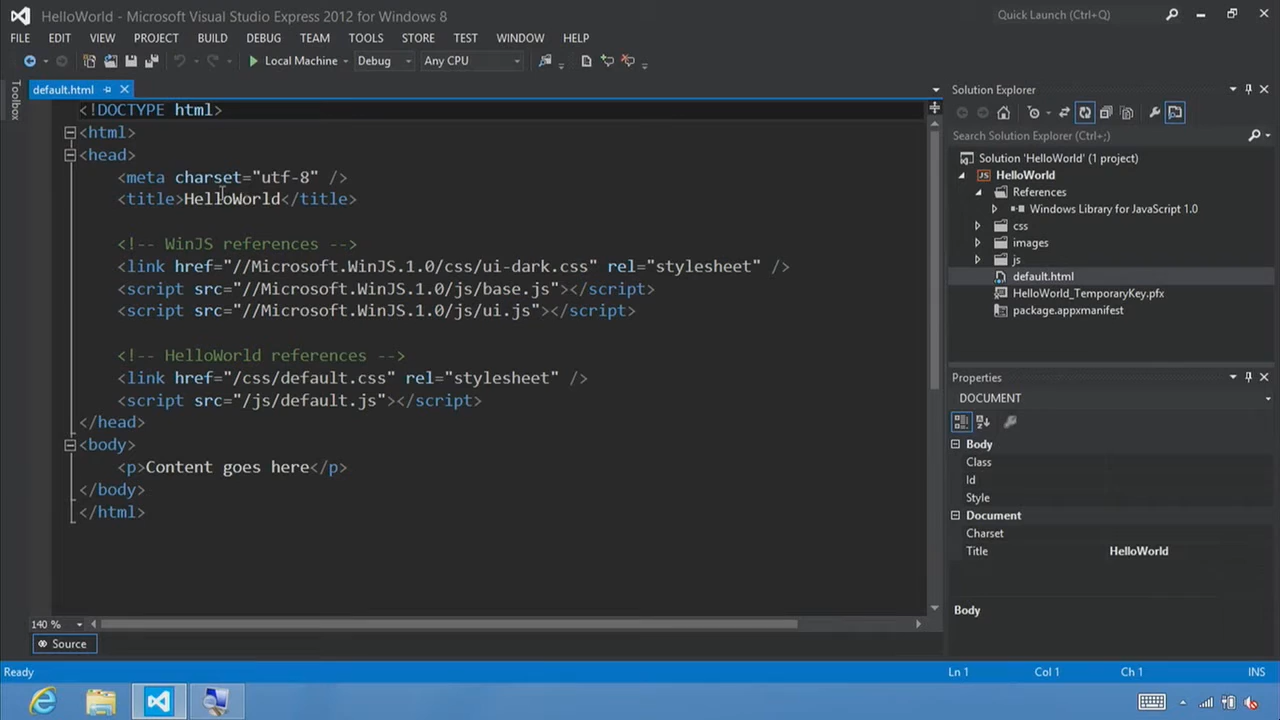 HelloWorld - Microsoft Visual Studio Express 2012 for Windows 8
Quick Launch (Ctrl+Q)
FILE EDIT VIEW PROJECT BUILD DEBUG TEAM TOOLS STORE TEST WINDOW HELP
Local Machine Debug Any CPU
Toolbox
default.html
<!DOCTYPE html>
<html>
<head>
<meta charset="utf-8" />
<title>HelloWorld</title>
<!-- WinJS references -->
<link href="//Microsoft.WinJS.1.0/css/ui-dark.css" rel="stylesheet" />
<script src="//Microsoft.WinJS.1.0/js/base.js"></script>
<script src="//Microsoft.WinJS.1.0/js/ui.js"></script>
<!-- HelloWorld references -->
<link href="/css/default.css" rel="stylesheet" />
<script src="/js/default.js"></script>
</head>
<body>
<p>Content goes here</p>
</body>
</html>
140 %
Source
Solution Explorer
Search Solution Explorer (Ctrl+;)
Solution 'HelloWorld' (1 project)
JS HelloWorld
References
Windows Library for JavaScript 1.0
css
images
js
default.html
HelloWorld_TemporaryKey.pfx
package.appxmanifest
Properties
DOCUMENT
Body
Class
Id
Style
Document
Charset
Title HelloWorld
Body
Ready Ln 1 Col 1 Ch 1 INS